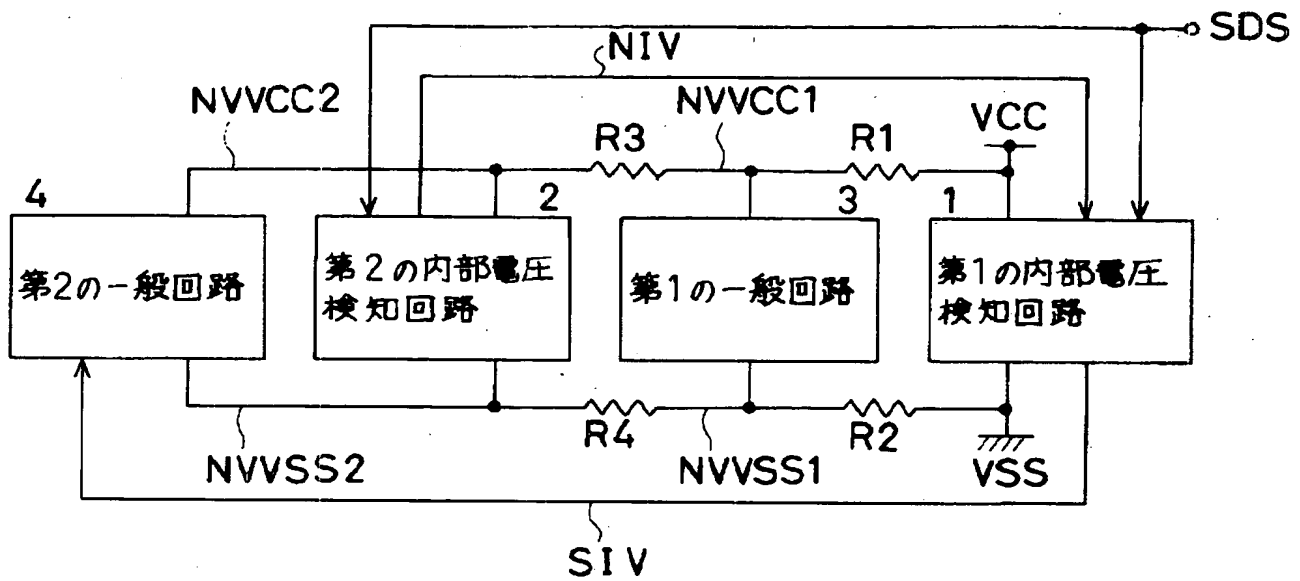 SDS
NIV
NVVCC2
NVVCC1
VCC
R3
R1
4
2
3
1
第2の一般回路
第2の内部電圧
検知回路
第1の一般回路
第1の内部電圧
検知回路
R4
R2
NVVSS2
NVVSS1
VSS
SIV